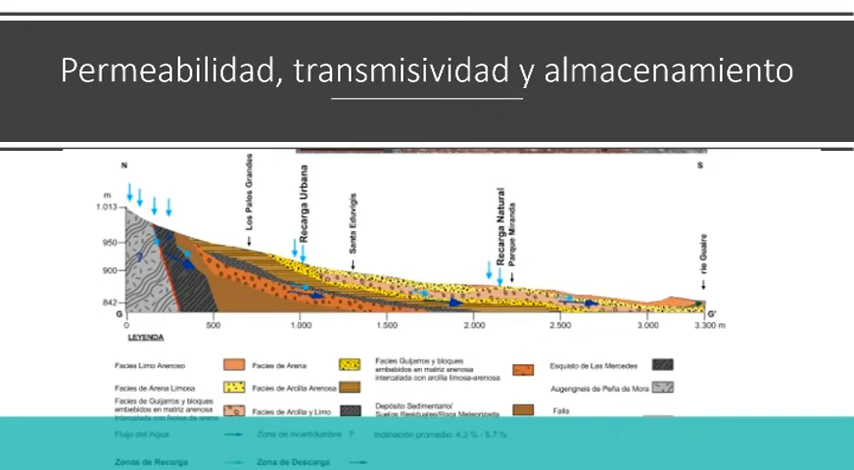 Permeabilidad, transmisividad y almacenamiento
N
S
m
1.013
950
900
842
G
G'
Los Palos Grandes
Recarga Urbana
Santa Eduvigis
Recarga Natural
Parque Miranda
río Guaire
?
0
500
1.000
1.500
2.000
2.500
3.000
3.300 m
LEYENDA
Facies Limo Arenoso
Facies de Arena
Facies Guijarros y bloques
embebidos en matriz arenosa
intercalada con arcilla limosa-arenosa
Esquisto de Las Mercedes
Facies de Arena Limosa
Facies de Arcilla Arenosa
Augengneis de Peña de Mora
Facies de Guijarros y bloques
embebidos en matriz arenosa
intercalada con facies de arena
Facies de Arcilla y Limo
Depósito Sedimentario/
Suelos Residuales/Roca Meteorizada
Falla
Flujo del Agua
Zona de incertidumbre ?
Inclinación promedio: 4,3 % - 5,7 %
Zonas de Recarga
Zona de Descarga